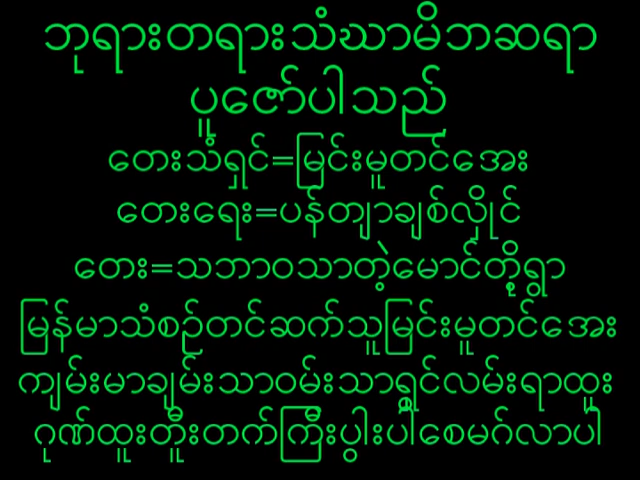 ဘုရားတရားသံဃာမိဘဆရာ
ပူဇော်ပါသည်
တေးသံရှင်=မြင်းမူတင်အေး
တေးရေး=ပန်တျာချစ်လှိုင်
တေး=သဘာဝသာတဲ့မောင်တို့ရွာ
မြန်မာသံစဉ်တင်ဆက်သူမြင်းမူတင်အေး
ကျမ်းမာချမ်းသာဝမ်းသာရွှင်လမ်းရာထူး
ဂုဏ်ထူးတိူးတက်ကြီးပွါးပါစေမင်္ဂလာပါ